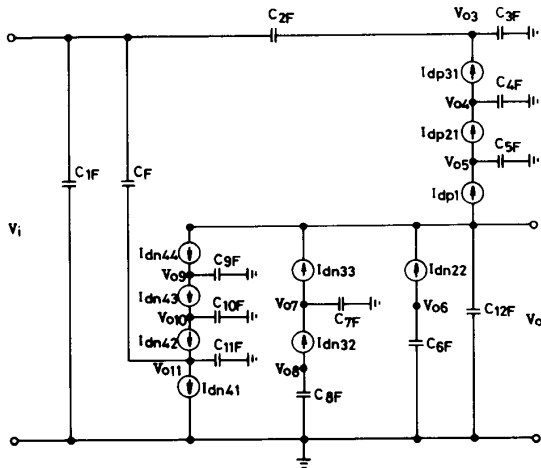 C2F
Vo3
C3F
Idp31
C4F
Vo4
Idp21
C5F
Vo5
Idp1
C1F
CF
Vi
Idn44
C9F
Vo9
Idn43
C10F
Vo10
Idn42
C11F
Vo11
Idn41
Idn33
Vo7
C7F
Idn32
Vo8
C8F
Idn22
Vo6
C6F
C12F
Vo